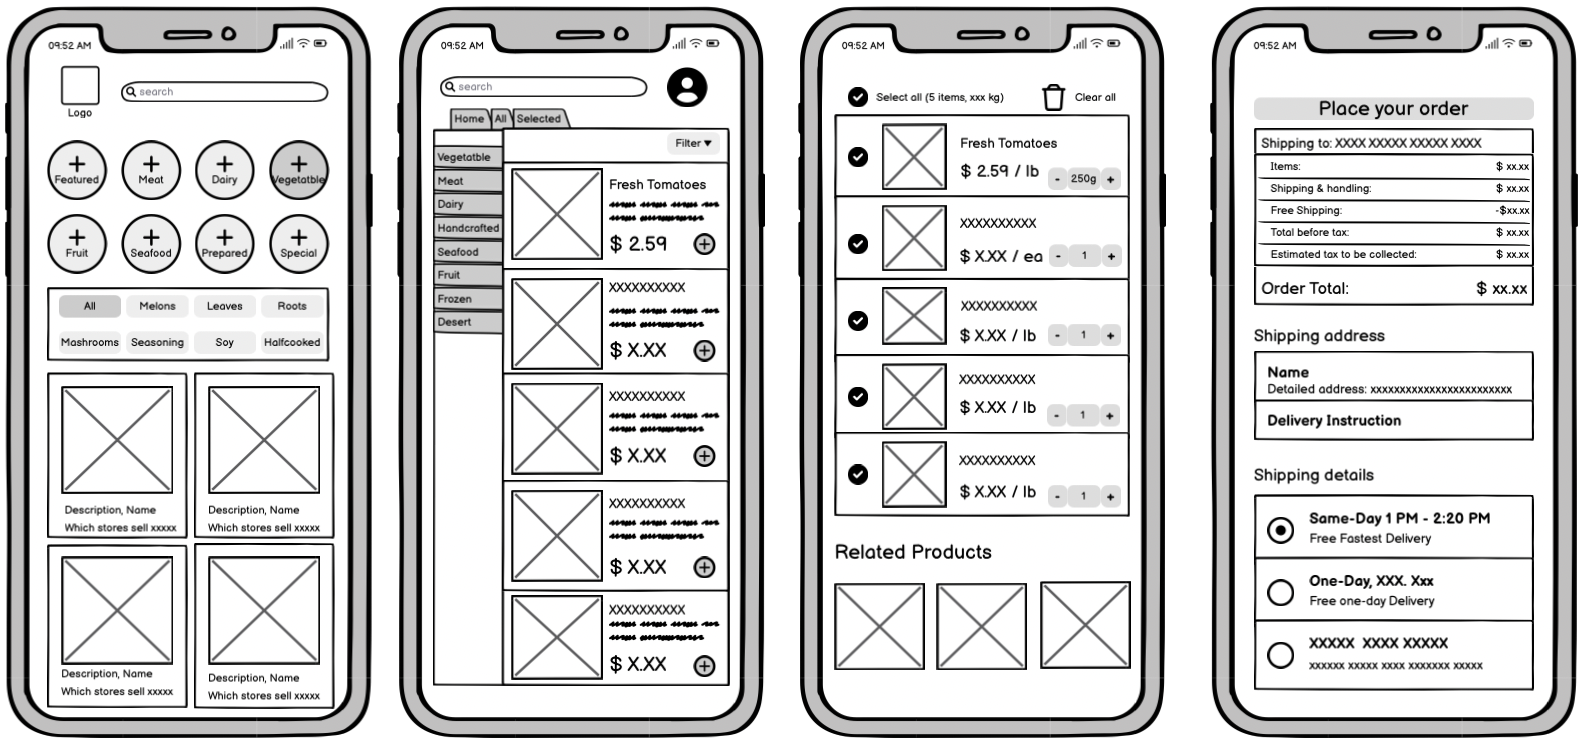 09:52 AM
search
Logo
Featured
Meat
Dairy
Vegetatble
Fruit
Seafood
Prepared
Special
All
Melons
Leaves
Roots
Mashrooms
Seasoning
Soy
Halfcooked
Description, Name
Which stores sell xxxxx
Description, Name
Which stores sell xxxxx
Description, Name
Which stores sell xxxxx
Description, Name
Which stores sell xxxxx
09:52 AM
search
Home
All
Selected
Filter ▼
Vegetatble
Meat
Dairy
Handcrafted
Seafood
Fruit
Frozen
Desert
Fresh Tomatoes
$ 2.59
XXXXXXXXXX
$ X.XX
XXXXXXXXXX
$ X.XX
XXXXXXXXXX
$ X.XX
XXXXXXXXXX
$ X.XX
09:52 AM
Select all (5 items, xxx kg)
Clear all
Fresh Tomatoes
$ 2.59 / lb
- 250g +
XXXXXXXXXX
$ X.XX / ea
- 1 +
XXXXXXXXXX
$ X.XX / lb
- 1 +
XXXXXXXXXX
$ X.XX / lb
- 1 +
XXXXXXXXXX
$ X.XX / lb
- 1 +
Related Products
09:52 AM
Place your order
Shipping to: XXXX XXXXX XXXXX XXXX
Items: $ xx.xx
Shipping & handling: $ xx.xx
Free Shipping: -$xx.xx
Total before tax: $ xx.xx
Estimated tax to be collected: $ xx.xx
Order Total: $ xx.xx
Shipping address
Name
Detailed address: xxxxxxxxxxxxxxxxxxxxxxxx
Delivery Instruction
Shipping details
Same-Day 1 PM - 2:20 PM
Free Fastest Delivery
One-Day, XXX. Xxx
Free one-day Delivery
XXXXX XXXX XXXXX
xxxxxx xxxxx xxxx xxxxxxx xxxxx